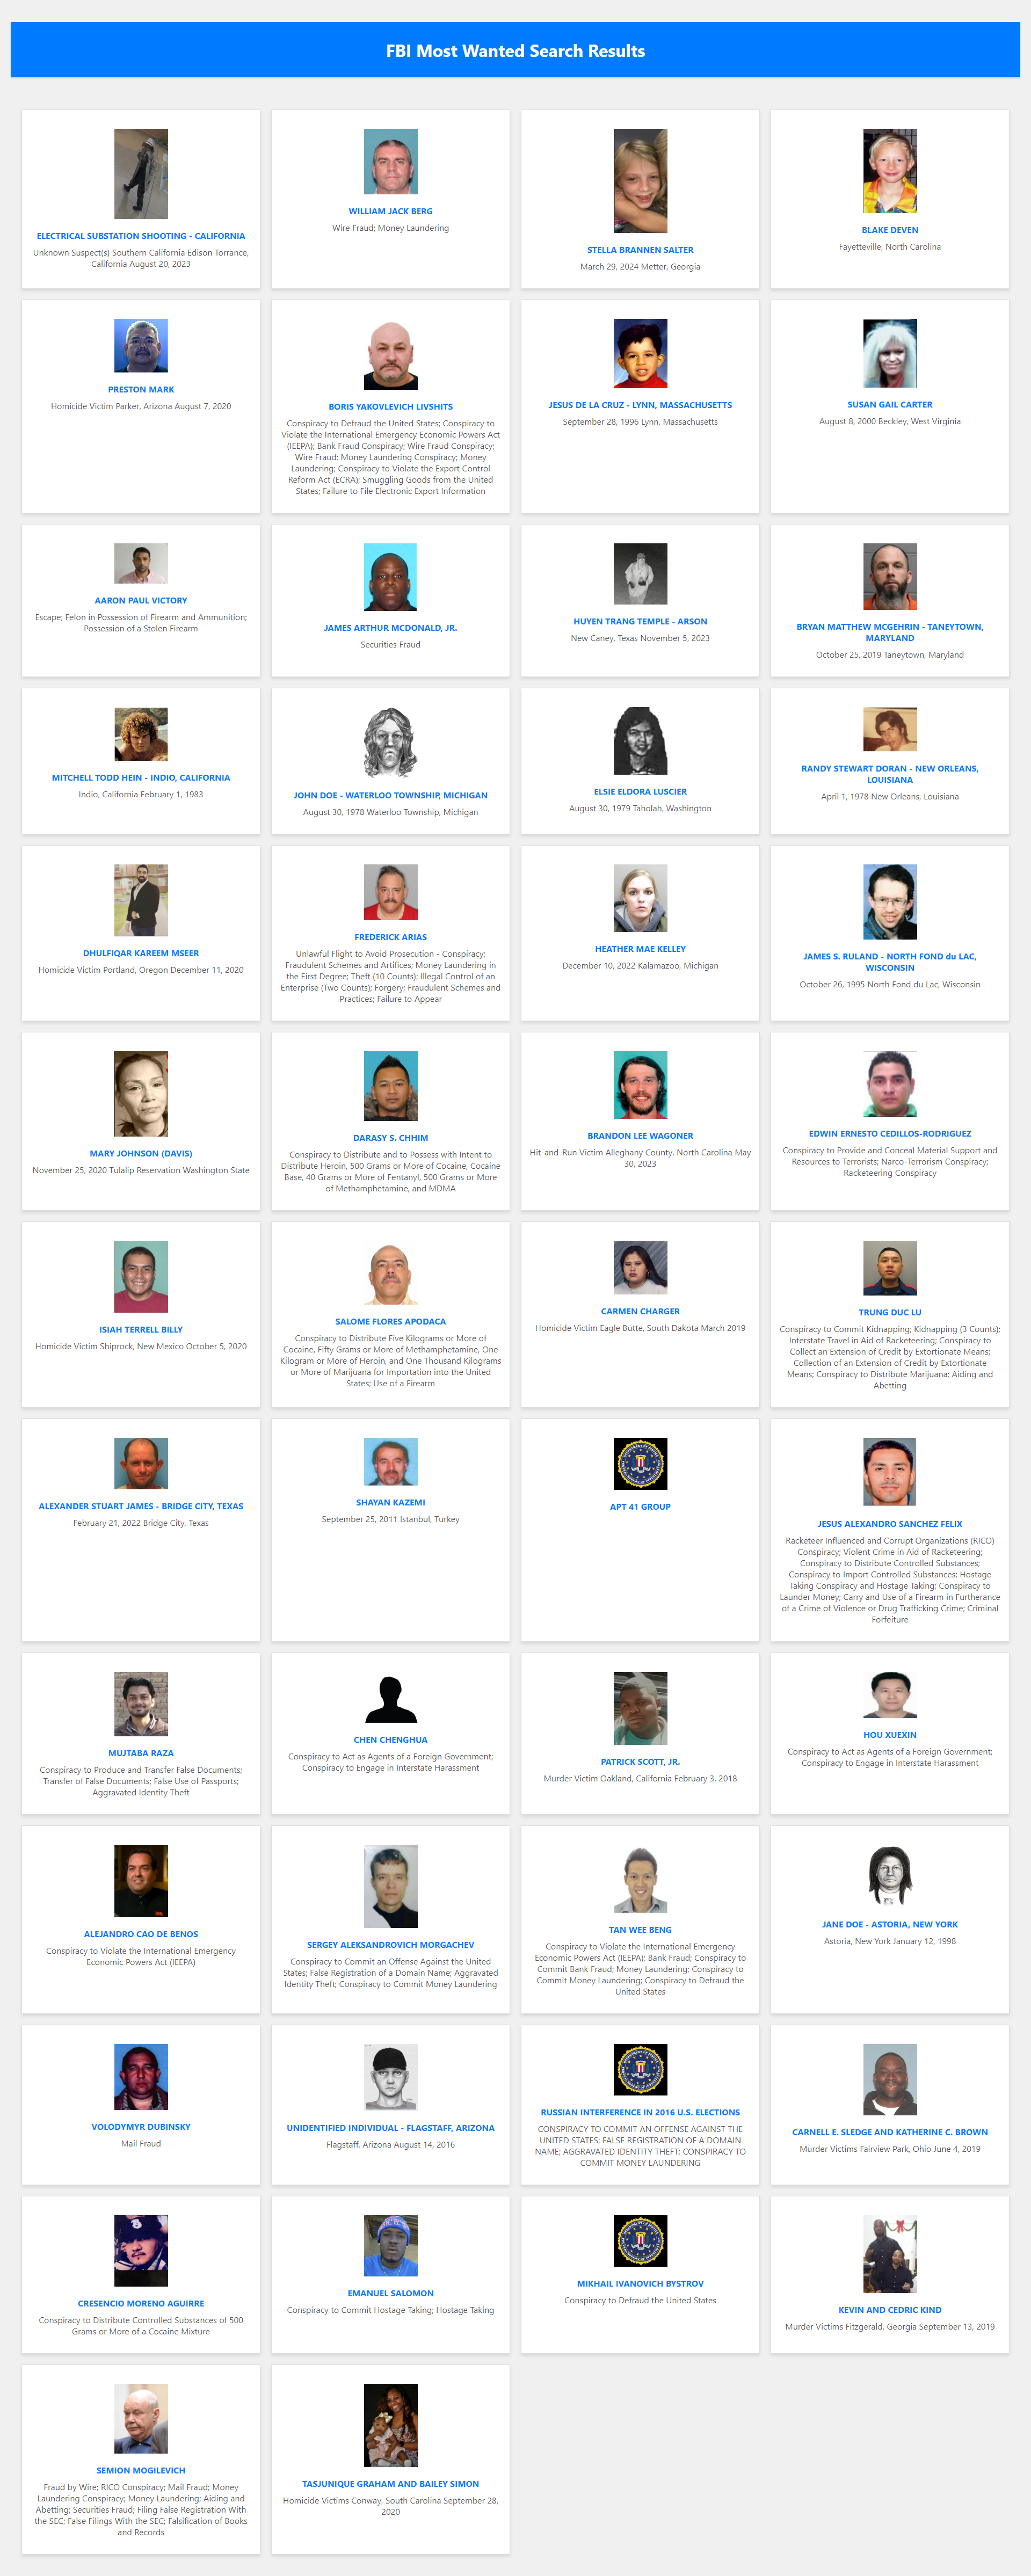 FBI Most Wanted Search Results
ELECTRICAL SUBSTATION SHOOTING - CALIFORNIA
Unknown Suspect(s) Southern California Edison Torrance,
California August 20, 2023
WILLIAM JACK BERG
Wire Fraud; Money Laundering
STELLA BRANNEN SALTER
March 29, 2024 Metter, Georgia
BLAKE DEVEN
Fayetteville, North Carolina
PRESTON MARK
Homicide Victim Parker, Arizona August 7, 2020
BORIS YAKOVLEVICH LIVSHITS
Conspiracy to Defraud the United States; Conspiracy to
Violate the International Emergency Economic Powers Act
(IEEPA); Bank Fraud Conspiracy; Wire Fraud Conspiracy;
Wire Fraud; Money Laundering Conspiracy; Money
Laundering; Conspiracy to Violate the Export Control
Reform Act (ECRA); Smuggling Goods from the United
States; Failure to File Electronic Export Information
JESUS DE LA CRUZ - LYNN, MASSACHUSETTS
September 28, 1996 Lynn, Massachusetts
SUSAN GAIL CARTER
August 8, 2000 Beckley, West Virginia
AARON PAUL VICTORY
Escape; Felon in Possession of Firearm and Ammunition;
Possession of a Stolen Firearm
JAMES ARTHUR MCDONALD, JR.
Securities Fraud
HUYEN TRANG TEMPLE - ARSON
New Caney, Texas November 5, 2023
BRYAN MATTHEW MCGEHRIN - TANEYTOWN,
MARYLAND
October 25, 2019 Taneytown, Maryland
MITCHELL TODD HEIN - INDIO, CALIFORNIA
Indio, California February 1, 1983
JOHN DOE - WATERLOO TOWNSHIP, MICHIGAN
August 30, 1978 Waterloo Township, Michigan
ELSIE ELDORA LUSCIER
August 30, 1979 Taholah, Washington
RANDY STEWART DORAN - NEW ORLEANS,
LOUISIANA
April 1, 1978 New Orleans, Louisiana
DHULFIQAR KAREEM MSEER
Homicide Victim Portland, Oregon December 11, 2020
FREDERICK ARIAS
Unlawful Flight to Avoid Prosecution - Conspiracy;
Fraudulent Schemes and Artifices; Money Laundering in
the First Degree; Theft (10 Counts); Illegal Control of an
Enterprise (Two Counts); Forgery; Fraudulent Schemes and
Practices; Failure to Appear
HEATHER MAE KELLEY
December 10, 2022 Kalamazoo, Michigan
JAMES S. RULAND - NORTH FOND du LAC,
WISCONSIN
October 26, 1995 North Fond du Lac, Wisconsin
MARY JOHNSON (DAVIS)
November 25, 2020 Tulalip Reservation Washington State
DARASY S. CHHIM
Conspiracy to Distribute and to Possess with Intent to
Distribute Heroin, 500 Grams or More of Cocaine, Cocaine
Base, 40 Grams or More of Fentanyl, 500 Grams or More
of Methamphetamine, and MDMA
BRANDON LEE WAGONER
Hit-and-Run Victim Alleghany County, North Carolina May
30, 2023
EDWIN ERNESTO CEDILLOS-RODRIGUEZ
Conspiracy to Provide and Conceal Material Support and
Resources to Terrorists; Narco-Terrorism Conspiracy;
Racketeering Conspiracy
ISIAH TERRELL BILLY
Homicide Victim Shiprock, New Mexico October 5, 2020
SALOME FLORES APODACA
Conspiracy to Distribute Five Kilograms or More of
Cocaine, Fifty Grams or More of Methamphetamine, One
Kilogram or More of Heroin, and One Thousand Kilograms
or More of Marijuana for Importation into the United
States; Use of a Firearm
CARMEN CHARGER
Homicide Victim Eagle Butte, South Dakota March 2019
TRUNG DUC LU
Conspiracy to Commit Kidnapping; Kidnapping (3 Counts);
Interstate Travel in Aid of Racketeering; Conspiracy to
Collect an Extension of Credit by Extortionate Means;
Collection of an Extension of Credit by Extortionate
Means; Conspiracy to Distribute Marijuana; Aiding and
Abetting
ALEXANDER STUART JAMES - BRIDGE CITY, TEXAS
February 21, 2022 Bridge City, Texas
SHAYAN KAZEMI
September 25, 2011 Istanbul, Turkey
APT 41 GROUP
JESUS ALEXANDRO SANCHEZ FELIX
Racketeer Influenced and Corrupt Organizations (RICO)
Conspiracy; Violent Crime in Aid of Racketeering;
Conspiracy to Distribute Controlled Substances;
Conspiracy to Import Controlled Substances; Hostage
Taking Conspiracy and Hostage Taking; Conspiracy to
Launder Money; Carry and Use of a Firearm in Furtherance
of a Crime of Violence or Drug Trafficking Crime; Criminal
Forfeiture
MUJTABA RAZA
Conspiracy to Produce and Transfer False Documents;
Transfer of False Documents; False Use of Passports;
Aggravated Identity Theft
CHEN CHENGHUA
Conspiracy to Act as Agents of a Foreign Government;
Conspiracy to Engage in Interstate Harassment
PATRICK SCOTT, JR.
Murder Victim Oakland, California February 3, 2018
HOU XUEXIN
Conspiracy to Act as Agents of a Foreign Government;
Conspiracy to Engage in Interstate Harassment
ALEJANDRO CAO DE BENOS
Conspiracy to Violate the International Emergency
Economic Powers Act (IEEPA)
SERGEY ALEKSANDROVICH MORGACHEV
Conspiracy to Commit an Offense Against the United
States; False Registration of a Domain Name; Aggravated
Identity Theft; Conspiracy to Commit Money Laundering
TAN WEE BENG
Conspiracy to Violate the International Emergency
Economic Powers Act (IEEPA); Bank Fraud; Conspiracy to
Commit Bank Fraud; Money Laundering; Conspiracy to
Commit Money Laundering; Conspiracy to Defraud the
United States
JANE DOE - ASTORIA, NEW YORK
Astoria, New York January 12, 1998
VOLODYMYR DUBINSKY
Mail Fraud
UNIDENTIFIED INDIVIDUAL - FLAGSTAFF, ARIZONA
Flagstaff, Arizona August 14, 2016
RUSSIAN INTERFERENCE IN 2016 U.S. ELECTIONS
CONSPIRACY TO COMMIT AN OFFENSE AGAINST THE
UNITED STATES; FALSE REGISTRATION OF A DOMAIN
NAME; AGGRAVATED IDENTITY THEFT; CONSPIRACY TO
COMMIT MONEY LAUNDERING
CARNELL E. SLEDGE AND KATHERINE C. BROWN
Murder Victims Fairview Park, Ohio June 4, 2019
CRESENCIO MORENO AGUIRRE
Conspiracy to Distribute Controlled Substances of 500
Grams or More of a Cocaine Mixture
EMANUEL SALOMON
Conspiracy to Commit Hostage Taking; Hostage Taking
MIKHAIL IVANOVICH BYSTROV
Conspiracy to Defraud the United States
KEVIN AND CEDRIC KIND
Murder Victims Fitzgerald, Georgia September 13, 2019
SEMION MOGILEVICH
Fraud by Wire; RICO Conspiracy; Mail Fraud; Money
Laundering Conspiracy; Money Laundering; Aiding and
Abetting; Securities Fraud; Filing False Registration With
the SEC; False Filings With the SEC; Falsification of Books
and Records
TASJUNIQUE GRAHAM AND BAILEY SIMON
Homicide Victims Conway, South Carolina September 28,
2020